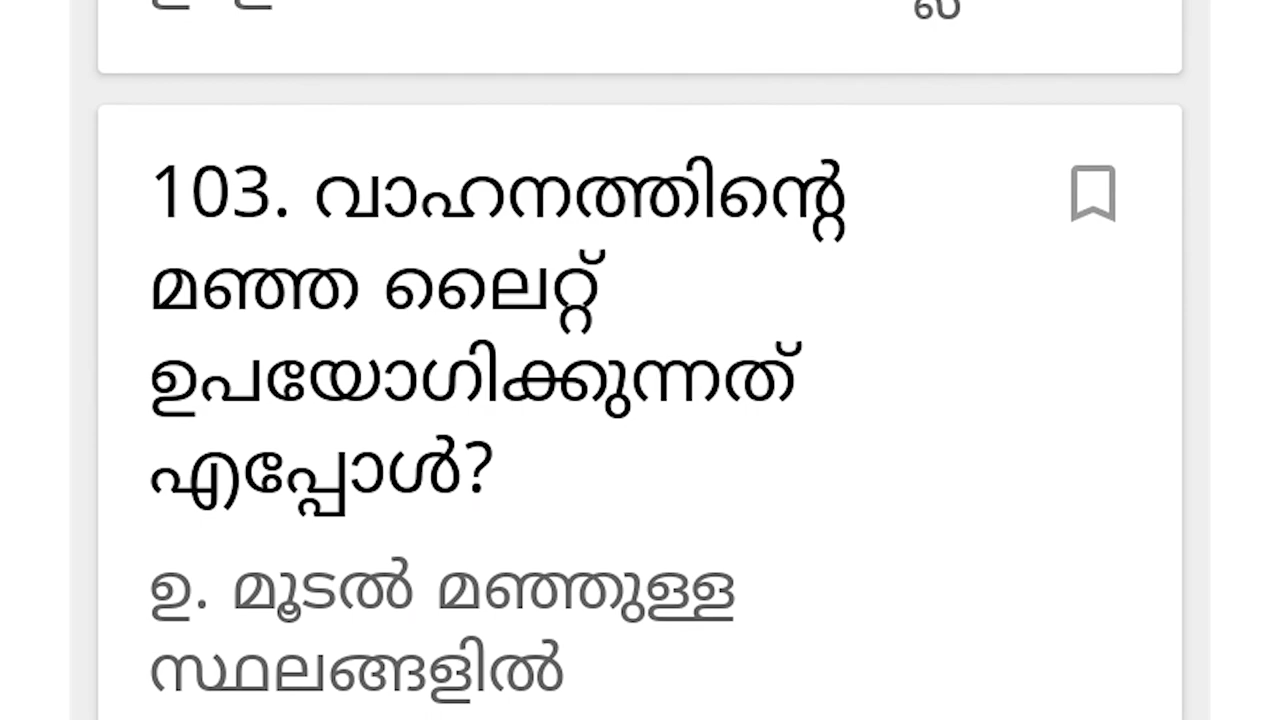 103. വാഹനത്തിന്റെ
മഞ്ഞ ലൈറ്റ്
ഉപയോഗിക്കുന്നത്
എപ്പോൾ?
ഉ. മൂടൽ മഞ്ഞുള്ള
സ്ഥലങ്ങളിൽ